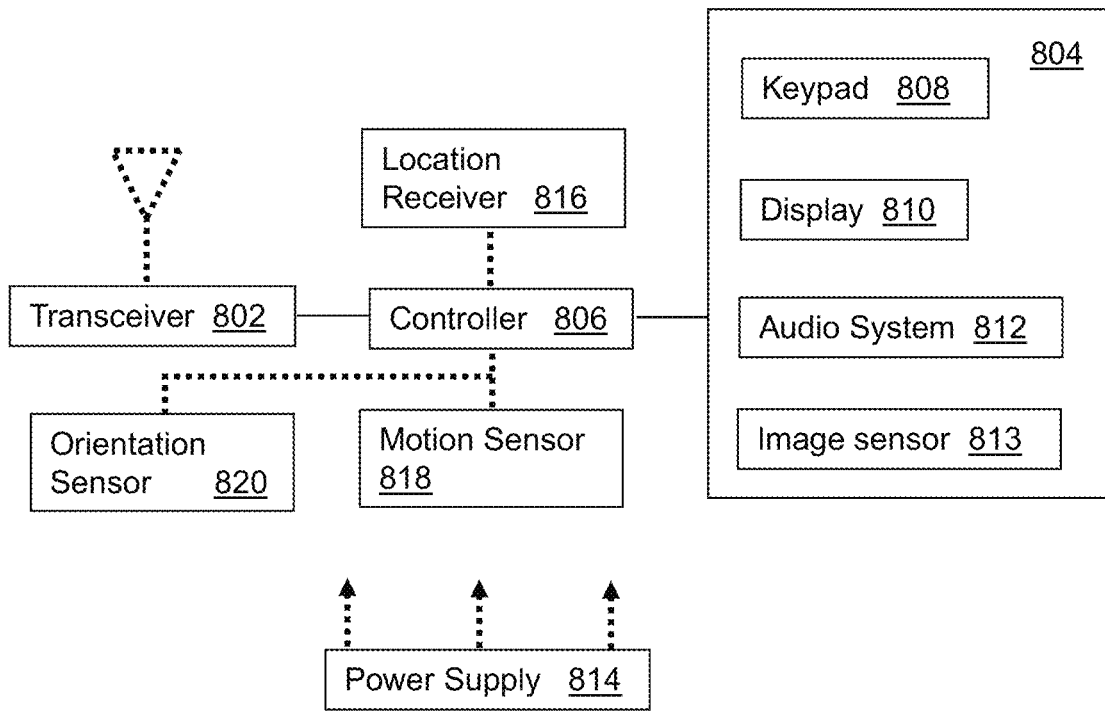 804
Keypad 808
Location
Receiver 816
Display 810
Transceiver 802
Controller 806
Audio System 812
Orientation
Sensor 820
Motion Sensor
818
Image sensor 813
Power Supply 814